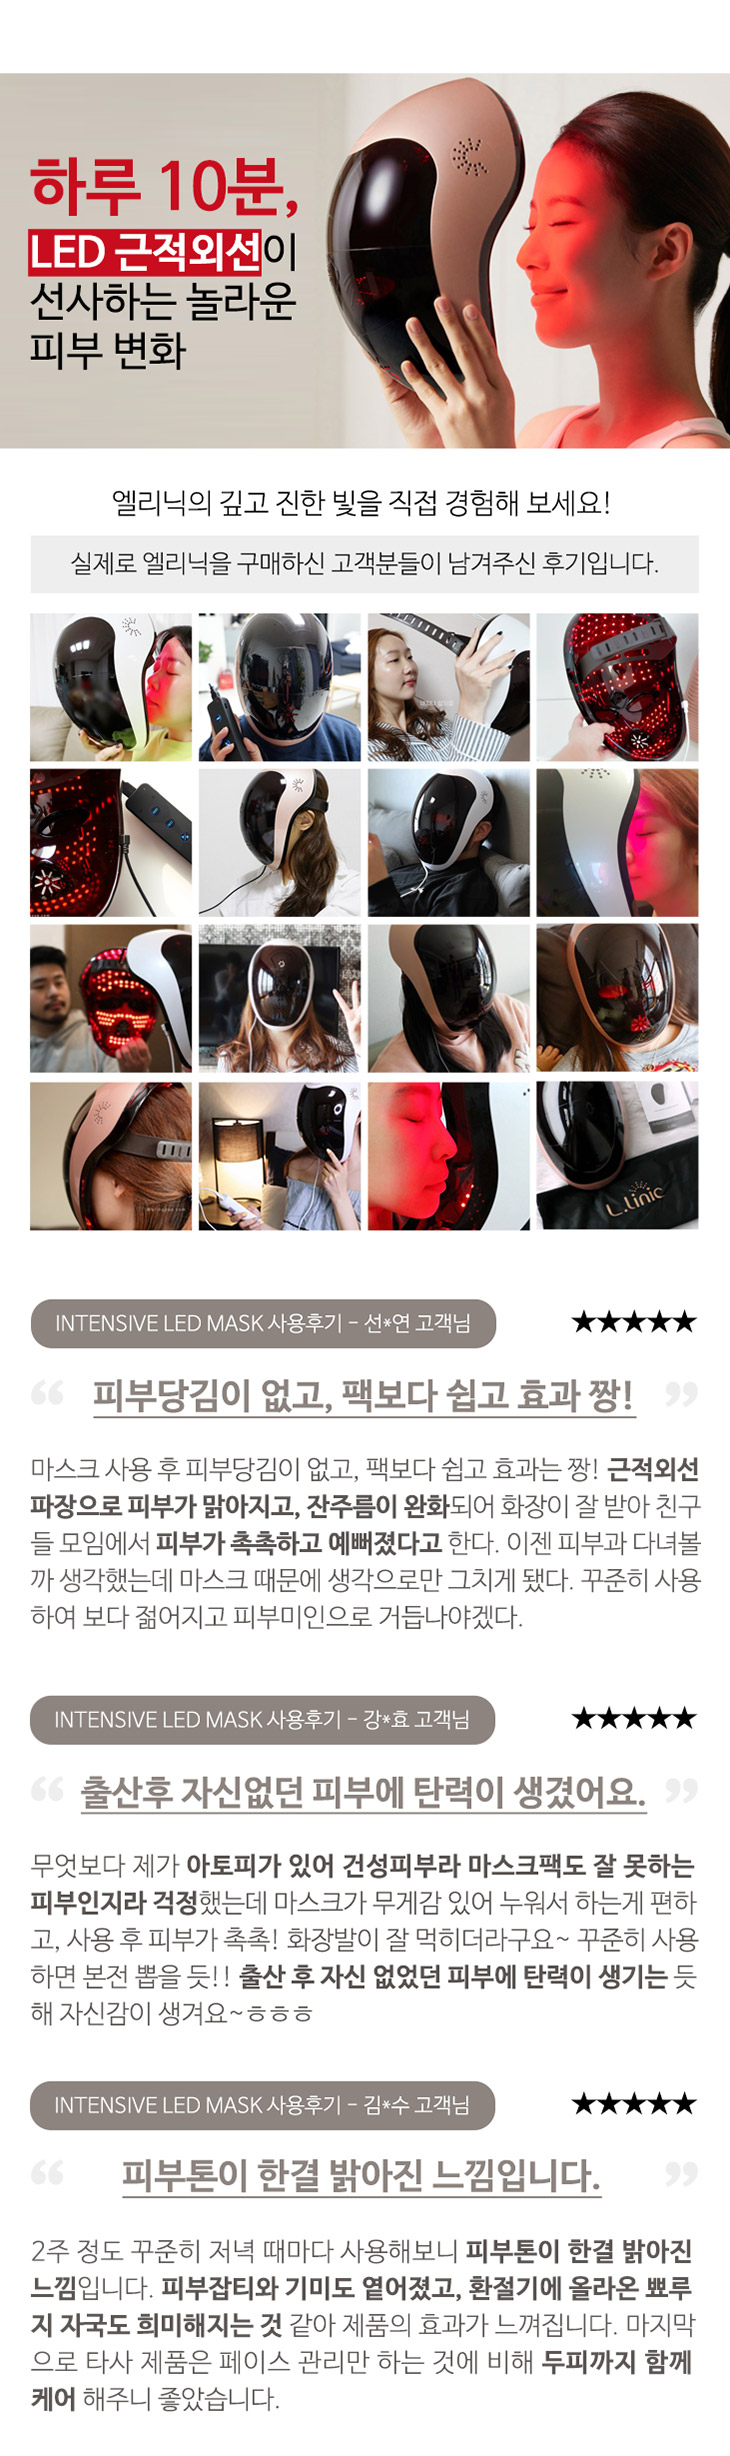 하루 10분,
LED 근적외선이
선사하는 놀라운
피부 변화
엘리닉의 깊고 진한 빛을 직접 경험해 보세요!
실제로 엘리닉을 구매하신 고객분들이 남겨주신 후기입니다.
L.Linic
INTENSIVE LED MASK 사용후기 - 선*연 고객님
★★★★★
“ 피부당김이 없고, 팩보다 쉽고 효과 짱! ”
마스크 사용 후 피부당김이 없고, 팩보다 쉽고 효과는 짱! 근적외선
파장으로 피부가 맑아지고, 잔주름이 완화되어 화장이 잘 받아 친구
들 모임에서 피부가 촉촉하고 예뻐졌다고 한다. 이젠 피부과 다녀볼
까 생각했는데 마스크 때문에 생각으로만 그치게 됐다. 꾸준히 사용
하여 보다 젊어지고 피부미인으로 거듭나야겠다.
INTENSIVE LED MASK 사용후기 - 강*효 고객님
★★★★★
“ 출산후 자신없던 피부에 탄력이 생겼어요. ”
무엇보다 제가 아토피가 있어 건성피부라 마스크팩도 잘 못하는
피부인지라 걱정했는데 마스크가 무게감 있어 누워서 하는게 편하
고, 사용 후 피부가 촉촉! 화장발이 잘 먹히더라구요~ 꾸준히 사용
하면 본전 뽑을 듯!! 출산 후 자신 없었던 피부에 탄력이 생기는 듯
해 자신감이 생겨요~ㅎㅎㅎ
INTENSIVE LED MASK 사용후기 - 김*수 고객님
★★★★★
“ 피부톤이 한결 밝아진 느낌입니다. ”
2주 정도 꾸준히 저녁 때마다 사용해보니 피부톤이 한결 밝아진
느낌입니다. 피부잡티와 기미도 옅어졌고, 환절기에 올라온 뾰루
지 자국도 희미해지는 것 같아 제품의 효과가 느껴집니다. 마지막
으로 타사 제품은 페이스 관리만 하는 것에 비해 두피까지 함께
케어 해주니 좋았습니다.